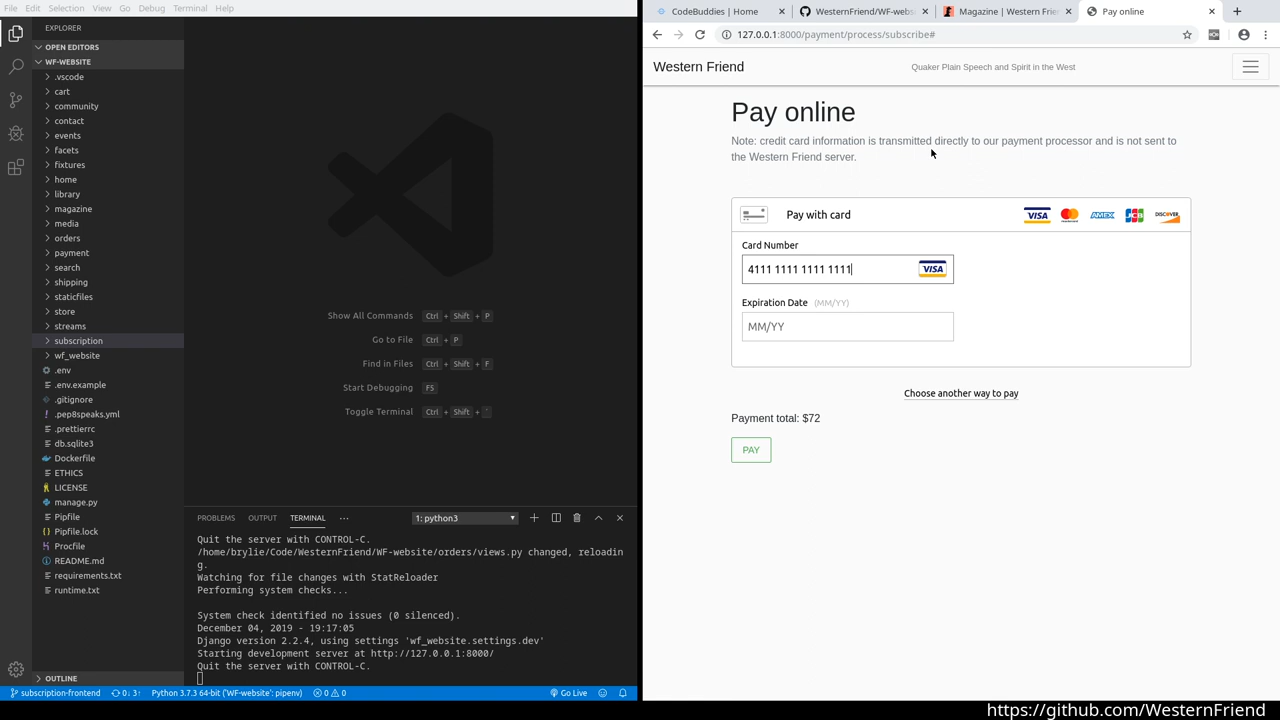 File Edit Selection View Go Debug Terminal Help
EXPLORER
OPEN EDITORS
WF-WEBSITE
.vscode
cart
community
contact
events
facets
fixtures
home
library
magazine
media
orders
payment
search
shipping
staticfiles
store
streams
subscription
wf_website
.env
.env.example
.gitignore
.pep8speaks.yml
.prettierrc
db.sqlite3
Dockerfile
ETHICS
LICENSE
manage.py
Pipfile
Pipfile.lock
Procfile
README.md
requirements.txt
runtime.txt
OUTLINE
Show All Commands Ctrl + Shift + P
Go to File Ctrl + P
Find in Files Ctrl + Shift + F
Start Debugging F5
Toggle Terminal Ctrl + Shift + `
PROBLEMS OUTPUT TERMINAL ··· 1: python3
Quit the server with CONTROL-C.
/home/brylie/Code/WesternFriend/WF-website/orders/views.py changed, reloadin
g.
Watching for file changes with StatReloader
Performing system checks...
System check identified no issues (0 silenced).
December 04, 2019 - 19:17:05
Django version 2.2.4, using settings 'wf_website.settings.dev'
Starting development server at http://127.0.0.1:8000/
Quit the server with CONTROL-C.
subscription-frontend 0↓ 3↑ Python 3.7.3 64-bit ('WF-website': pipenv) 0 0 Go Live
CodeBuddies | Home WesternFriend/WF-webs Magazine | Western Frie Pay online
127.0.0.1:8000/payment/process/subscribe#
Western Friend Quaker Plain Speech and Spirit in the West
Pay online
Note: credit card information is transmitted directly to our payment processor and is not sent to
the Western Friend server.
Pay with card VISA AMEX JCB DISCOVER
Card Number
4111 1111 1111 1111 VISA
Expiration Date (MM/YY)
MM/YY
Choose another way to pay
Payment total: $72
PAY
https://github.com/WesternFriend